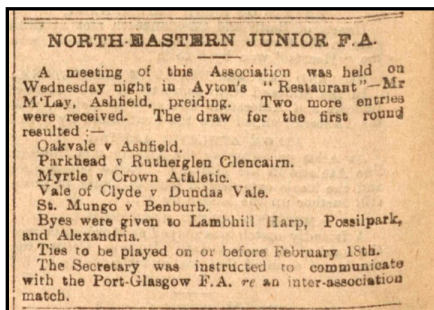 NORTH-EASTERN JUNIOR F.A.
A meeting of this Association was held on
Wednesday night in Ayton's "Restaurant"—Mr
M'Lay, Ashfield, preiding. Two more entries
were received. The draw for the first round
resulted :—
Oakvale v Ashfield.
Parkhead v Rutherglen Glencairn.
Myrtle v Crown Athletic.
Vale of Clyde v Dundas Vale.
St. Mungo v Benburb.
Byes were given to Lambhill Harp, Possilpark,
and Alexandria.
Ties to be played on or before February 18th.
The Secretary was instructed to communicate
with the Port-Glasgow F.A. re an inter-association
match.